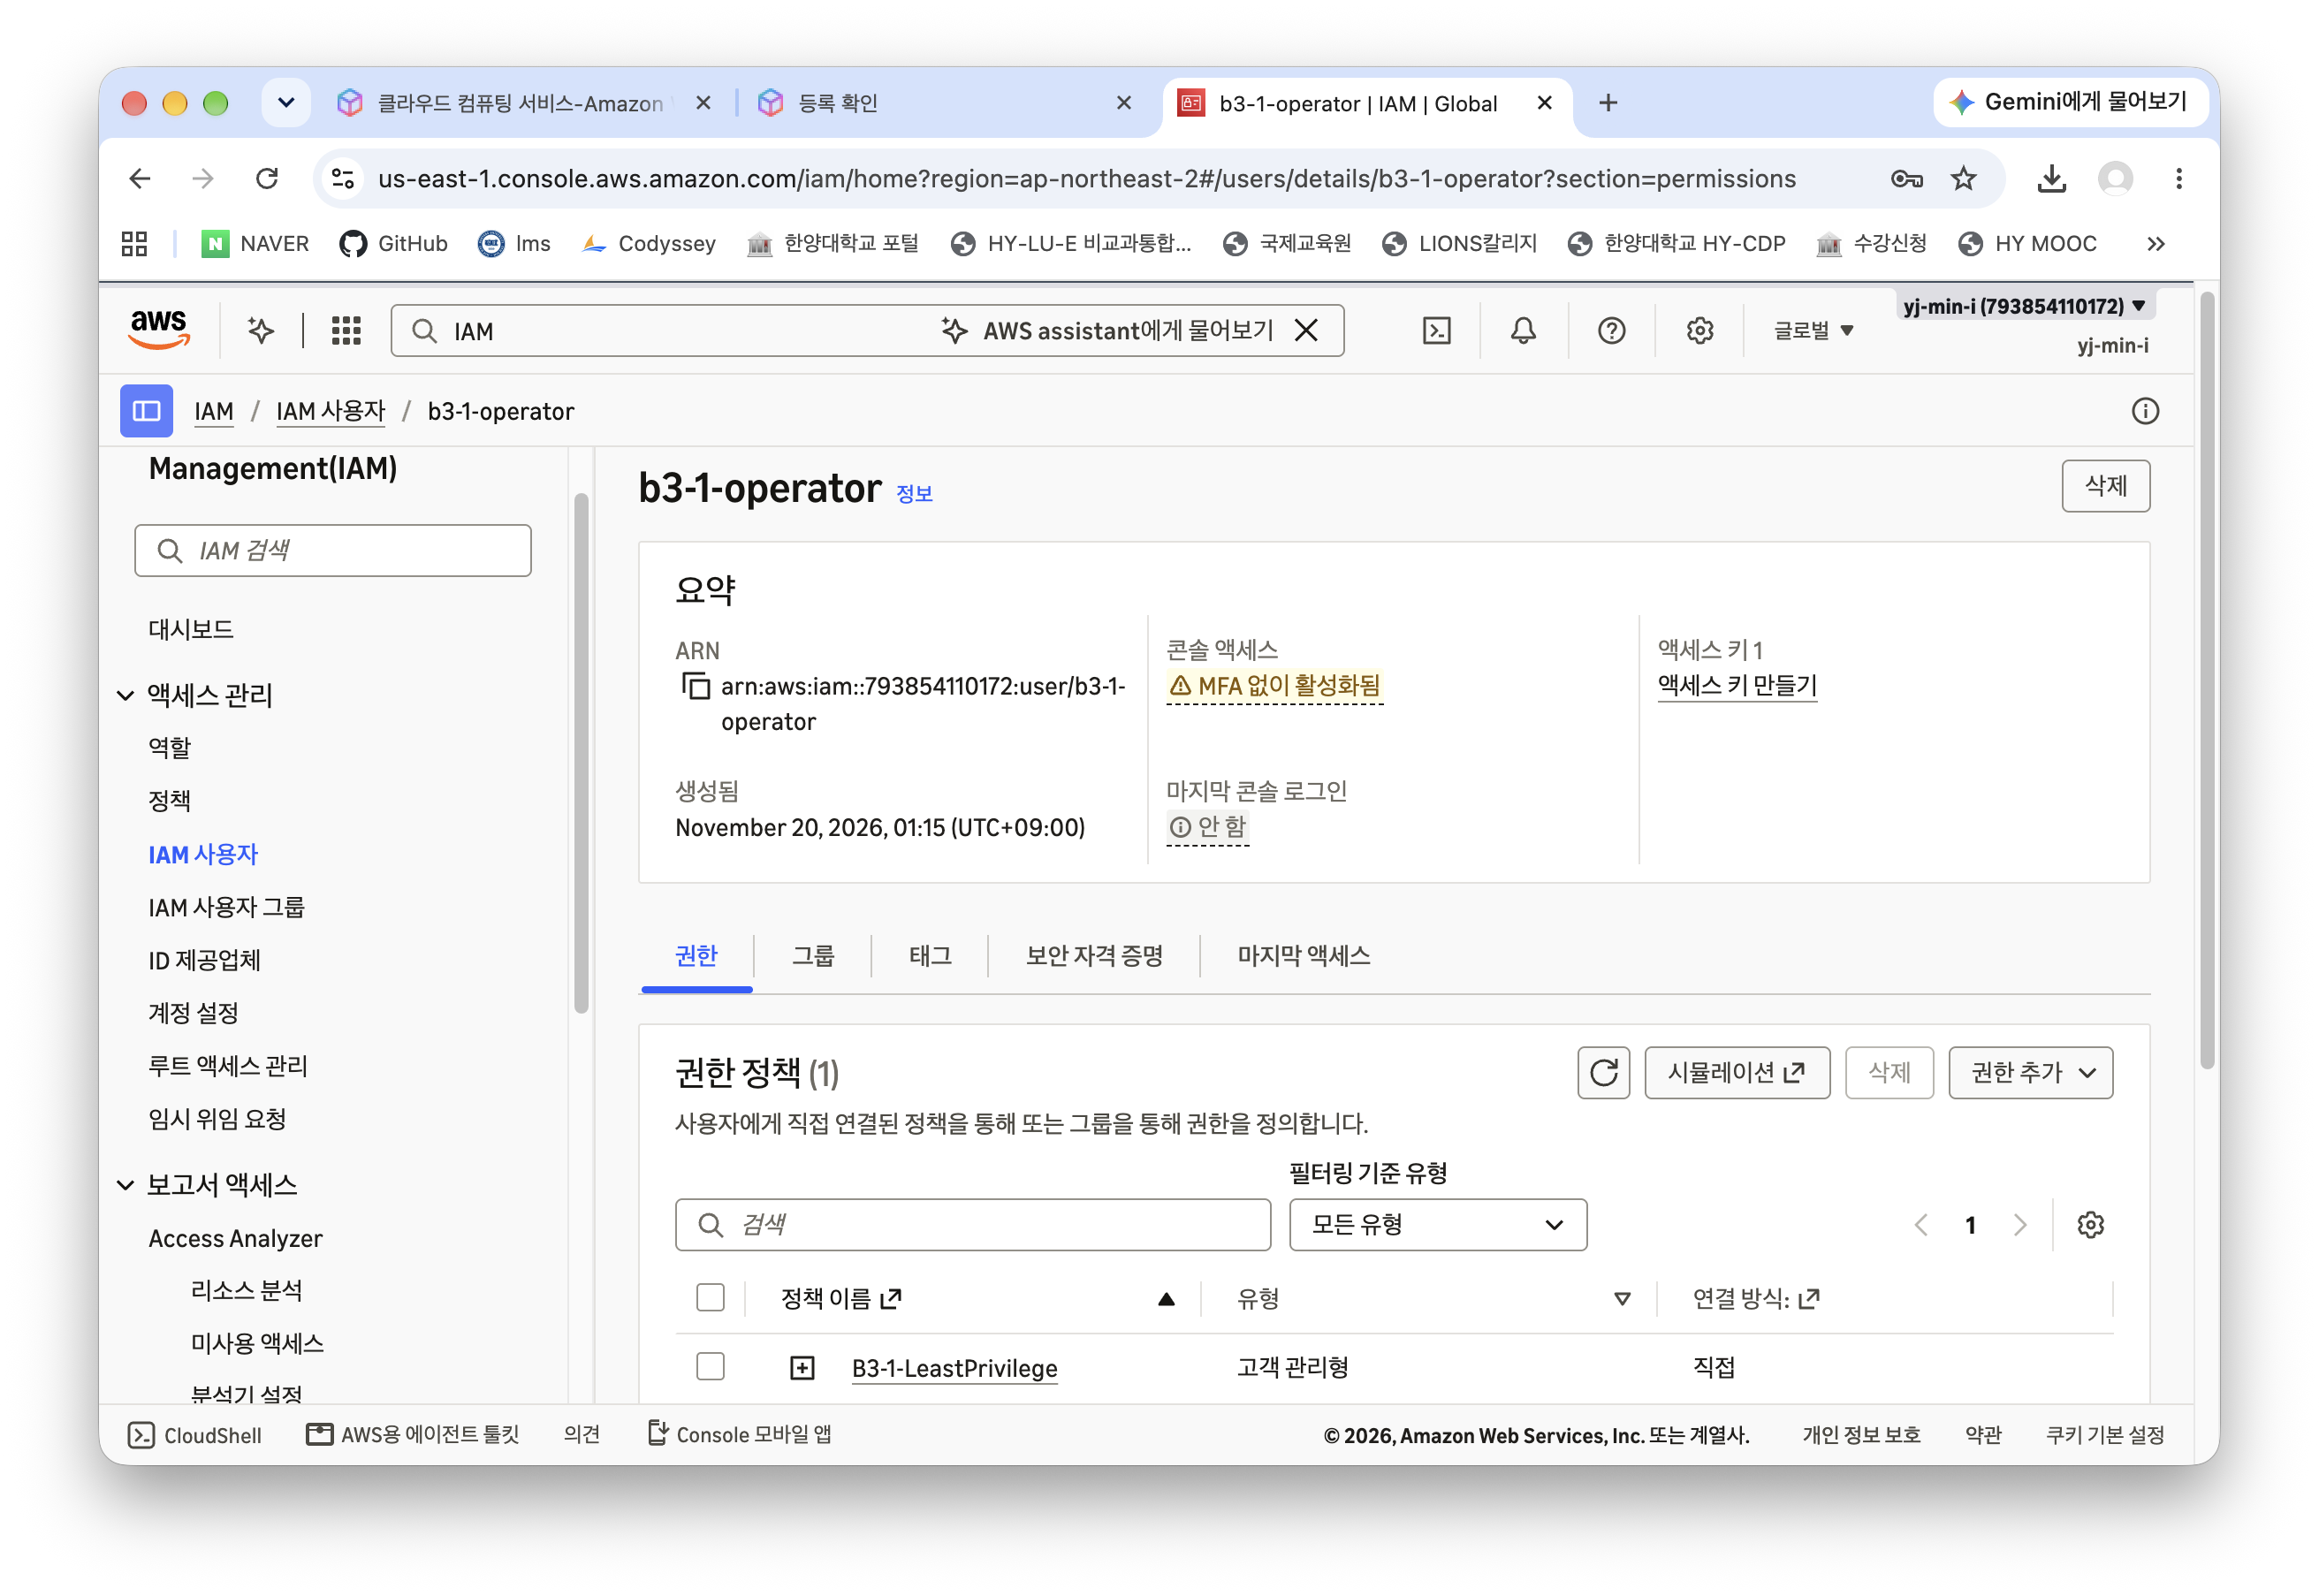 클라우드 컴퓨팅 서비스-Amazon
등록 확인
b3-1-operator | IAM | Global
Gemini에게 물어보기
us-east-1.console.aws.amazon.com/iam/home?region=ap-northeast-2#/users/details/b3-1-operator?section=permissions
NAVER
GitHub
lms
Codyssey
한양대학교 포털
HY-LU-E 비교과통합...
국제교육원
LIONS칼리지
한양대학교 HY-CDP
수강신청
HY MOOC
aws
IAM
AWS assistant에게 물어보기
글로벌
yj-min-i (793854110172)
yj-min-i
IAM / IAM 사용자 / b3-1-operator
Management(IAM)
IAM 검색
대시보드
액세스 관리
역할
정책
IAM 사용자
IAM 사용자 그룹
ID 제공업체
계정 설정
루트 액세스 관리
임시 위임 요청
보고서 액세스
Access Analyzer
리소스 분석
미사용 액세스
분석기 설정
b3-1-operator 정보
삭제
요약
ARN
arn:aws:iam::793854110172:user/b3-1-
operator
콘솔 액세스
MFA 없이 활성화됨
액세스 키 1
액세스 키 만들기
생성됨
November 20, 2026, 01:15 (UTC+09:00)
마지막 콘솔 로그인
안 함
권한
그룹
태그
보안 자격 증명
마지막 액세스
권한 정책 (1)
시뮬레이션
삭제
권한 추가
사용자에게 직접 연결된 정책을 통해 또는 그룹을 통해 권한을 정의합니다.
필터링 기준 유형
검색
모든 유형
1
정책 이름
유형
연결 방식:
B3-1-LeastPrivilege
고객 관리형
직접
CloudShell
AWS용 에이전트 툴킷
의견
Console 모바일 앱
© 2026, Amazon Web Services, Inc. 또는 계열사.
개인 정보 보호
약관
쿠키 기본 설정